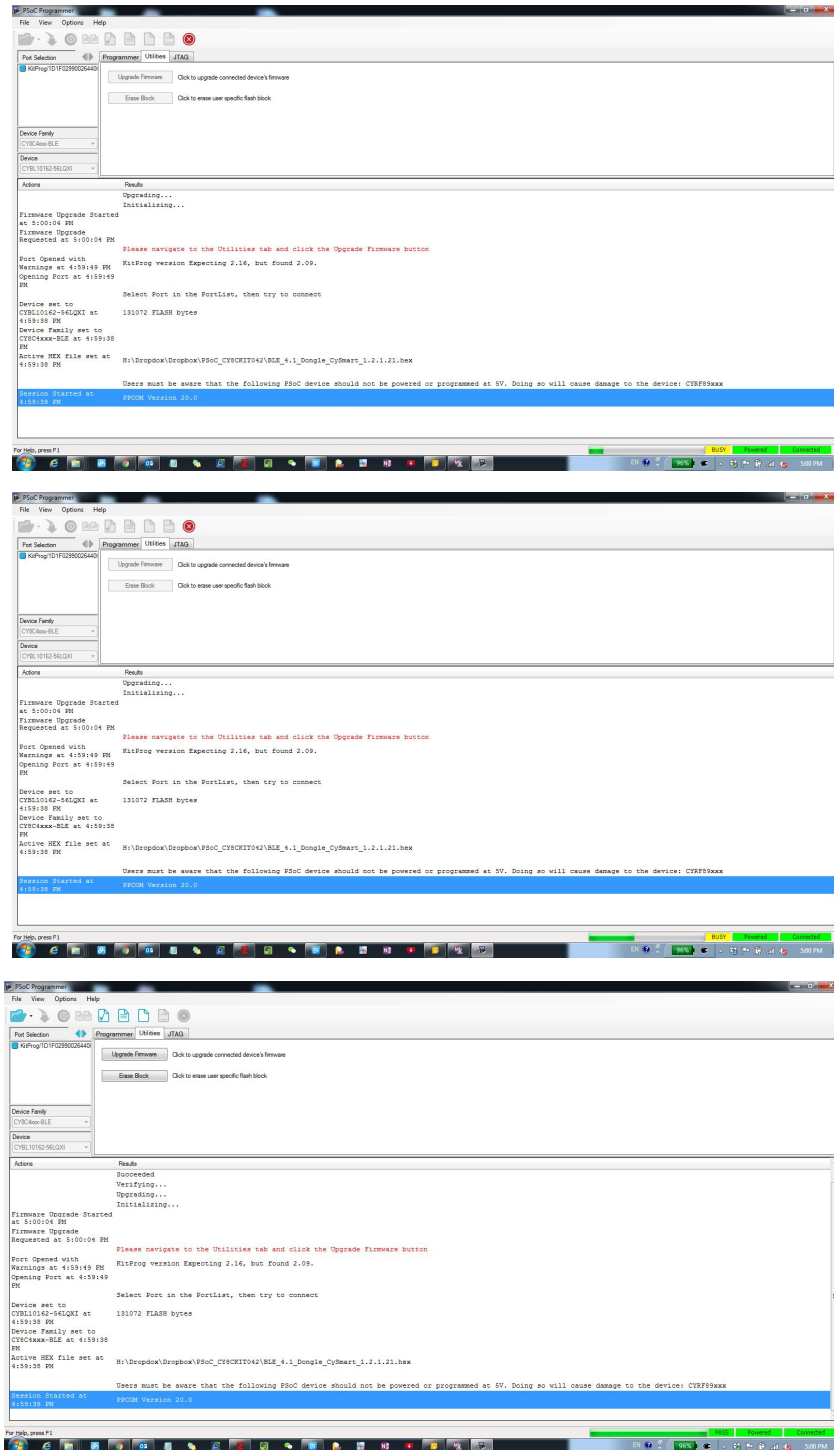 PSoC Programmer
File View Options Help
Port Selection
Programmer Utilities JTAG
KitProg/1D1F0299002640
Upgrade Firmware Click to upgrade connected device's firmware
Erase Block Click to erase user specific flash block
Device Family
CY8C4xxx-BLE
Device
CYBL10162-56LQXI
Actions Results
Upgrading...
Initializing...
Firmware Upgrade Started
at 5:00:04 PM
Firmware Upgrade
Requested at 5:00:04 PM
Please navigate to the Utilities tab and click the Upgrade Firmware button
Port Opened with
Warnings at 4:59:49 PM
KitProg version Expecting 2.16, but found 2.09.
Opening Port at 4:59:49
PM
Select Port in the PortList, then try to connect
Device set to
CYBL10162-56LQXI at
4:59:38 PM
131072 FLASH bytes
Device Family set to
CY8C4xxx-BLE at 4:59:38
PM
Active HEX file set at
4:59:38 PM
H:\Dropdox\Dropbox\PSoC_CY8CKIT042\BLE_4.1_Dongle_CySmart_1.2.1.21.hex
Users must be aware that the following PSoC device should not be powered or programmed at 5V. Doing so will cause damage to the device: CYRF89xxx
Session Started at
4:59:38 PM
PPCOM Version 20.0
For Help, press F1
BUSY Powered Connected
EN 96% 5:00 PM
PSoC Programmer
File View Options Help
Port Selection
Programmer Utilities JTAG
Upgrade Firmware Click to upgrade connected device's firmware
Erase Block Click to erase user specific flash block
Device Family
CY8C4xxx-BLE
Device
CYBL10162-56LQXI
Actions Results
Upgrading...
Initializing...
Firmware Upgrade Started
at 5:00:04 PM
Firmware Upgrade
Requested at 5:00:04 PM
Please navigate to the Utilities tab and click the Upgrade Firmware button
Port Opened with
Warnings at 4:59:49 PM
KitProg version Expecting 2.16, but found 2.09.
Opening Port at 4:59:49
PM
Select Port in the PortList, then try to connect
Device set to
CYBL10162-56LQXI at
4:59:38 PM
131072 FLASH bytes
Device Family set to
CY8C4xxx-BLE at 4:59:38
PM
Active HEX file set at
4:59:38 PM
H:\Dropdox\Dropbox\PSoC_CY8CKIT042\BLE_4.1_Dongle_CySmart_1.2.1.21.hex
Users must be aware that the following PSoC device should not be powered or programmed at 5V. Doing so will cause damage to the device: CYRF89xxx
Session Started at
4:59:38 PM
PPCOM Version 20.0
For Help, press F1
BUSY Powered Connected
EN 96% 5:00 PM
PSoC Programmer
File View Options Help
Port Selection
Programmer Utilities JTAG
Upgrade Firmware Click to upgrade connected device's firmware
Erase Block Click to erase user specific flash block
Device Family
CY8C4xxx-BLE
Device
CYBL10162-56LQXI
Actions Results
Succeeded
Verifying...
Upgrading...
Initializing...
Firmware Upgrade Started
at 5:00:04 PM
Firmware Upgrade
Requested at 5:00:04 PM
Please navigate to the Utilities tab and click the Upgrade Firmware button
Port Opened with
Warnings at 4:59:49 PM
KitProg version Expecting 2.16, but found 2.09.
Opening Port at 4:59:49
PM
Select Port in the PortList, then try to connect
Device set to
CYBL10162-56LQXI at
4:59:38 PM
131072 FLASH bytes
Device Family set to
CY8C4xxx-BLE at 4:59:38
PM
Active HEX file set at
4:59:38 PM
H:\Dropdox\Dropbox\PSoC_CY8CKIT042\BLE_4.1_Dongle_CySmart_1.2.1.21.hex
Users must be aware that the following PSoC device should not be powered or programmed at 5V. Doing so will cause damage to the device: CYRF89xxx
Session Started at
4:59:38 PM
PPCOM Version 20.0
For Help, press F1
PASS Powered Connected
EN 96% 5:00 PM